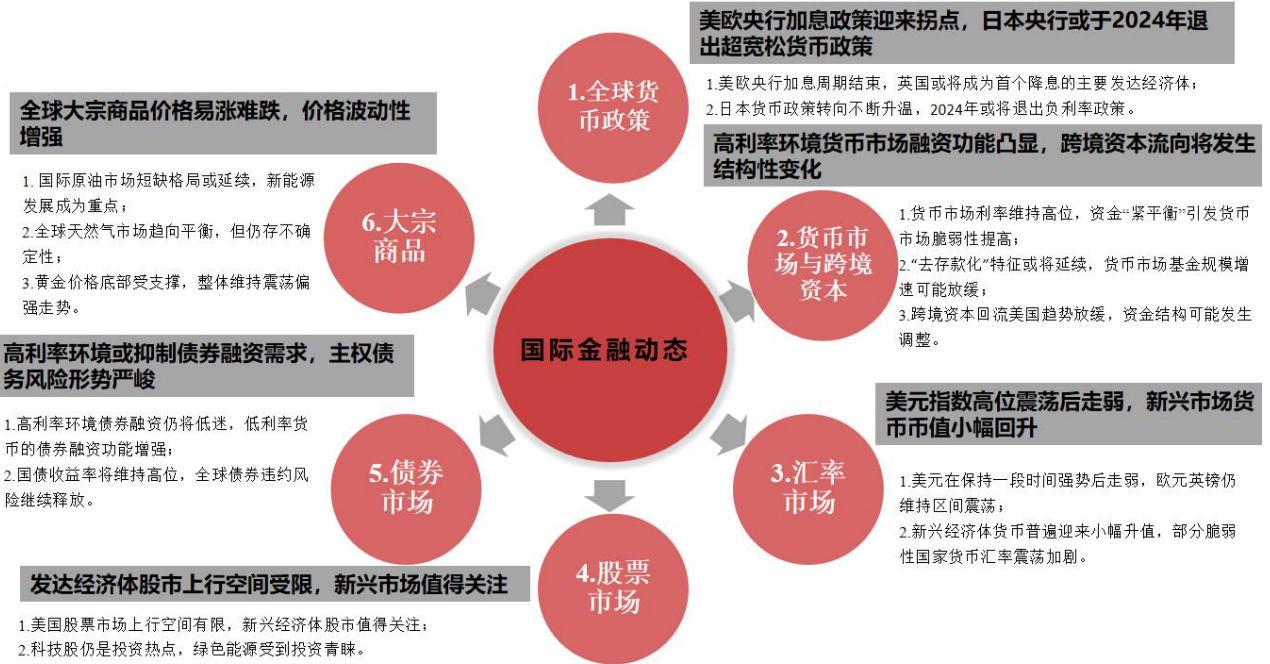 国际金融动态
1.全球货
币政策
美欧央行加息政策迎来拐点，日本央行或于2024年退
出超宽松货币政策
1.美欧央行加息周期结束，英国或将成为首个降息的主要发达经济体；
2.日本货币政策转向不断升温，2024年或将退出负利率政策。
2.货币市
场与跨境
资本
高利率环境货币市场融资功能凸显，跨境资本流向将发生
结构性变化
1.货币市场利率维持高位，资金“紧平衡”引发货币
市场脆弱性提高；
2.“去存款化”特征或将延续，货币市场基金规模增
速可能放缓；
3.跨境资本回流美国趋势放缓，资金结构可能发生
调整。
3.汇率
市场
美元指数高位震荡后走弱，新兴市场货
币币值小幅回升
1.美元在保持一段时间强势后走弱，欧元英镑仍
维持区间震荡；
2.新兴经济体货币普遍迎来小幅升值，部分脆弱
性国家货币汇率震荡加剧。
4.股票
市场
发达经济体股市上行空间受限，新兴市场值得关注
1.美国股票市场上行空间有限，新兴经济体股市值得关注；
2.科技股仍是投资热点，绿色能源受到投资青睐。
5.债券
市场
高利率环境或抑制债券融资需求，主权债
务风险形势严峻
1.高利率环境债券融资仍将低迷，低利率货
币的债券融资功能增强；
2.国债收益率将维持高位，全球债券违约风
险继续释放。
6.大宗
商品
全球大宗商品价格易涨难跌，价格波动性
增强
1. 国际原油市场短缺格局或延续，新能源
发展成为重点；
2.全球天然气市场趋向平衡，但仍存不确
定性；
3.黄金价格底部受支撑，整体维持震荡偏
强走势。